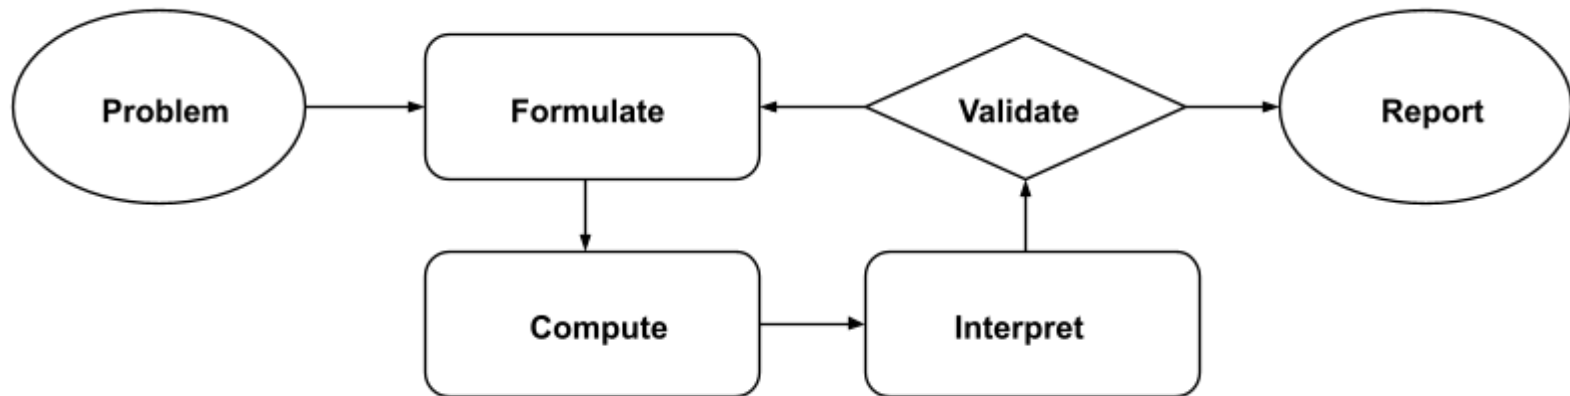 Problem
Formulate
Validate
Report
Compute
Interpret